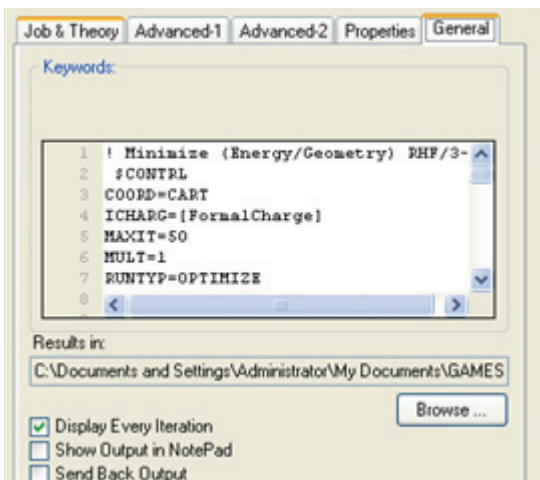 Job & Theory Advanced-1 Advanced-2 Properties General
Keywords:
1 ! Minimize (Energy/Geometry) RHF/3-
2 $CONTRL
3 COORD=CART
4 ICHARG=[FormalCharge]
5 MAXIT=50
6 MULT=1
7 RUNTYP=OPTIMIZE
8
Results in:
C:\Documents and Settings\Administrator\My Documents\GAMES
Browse ...
Display Every Iteration
Show Output in NotePad
Send Back Output